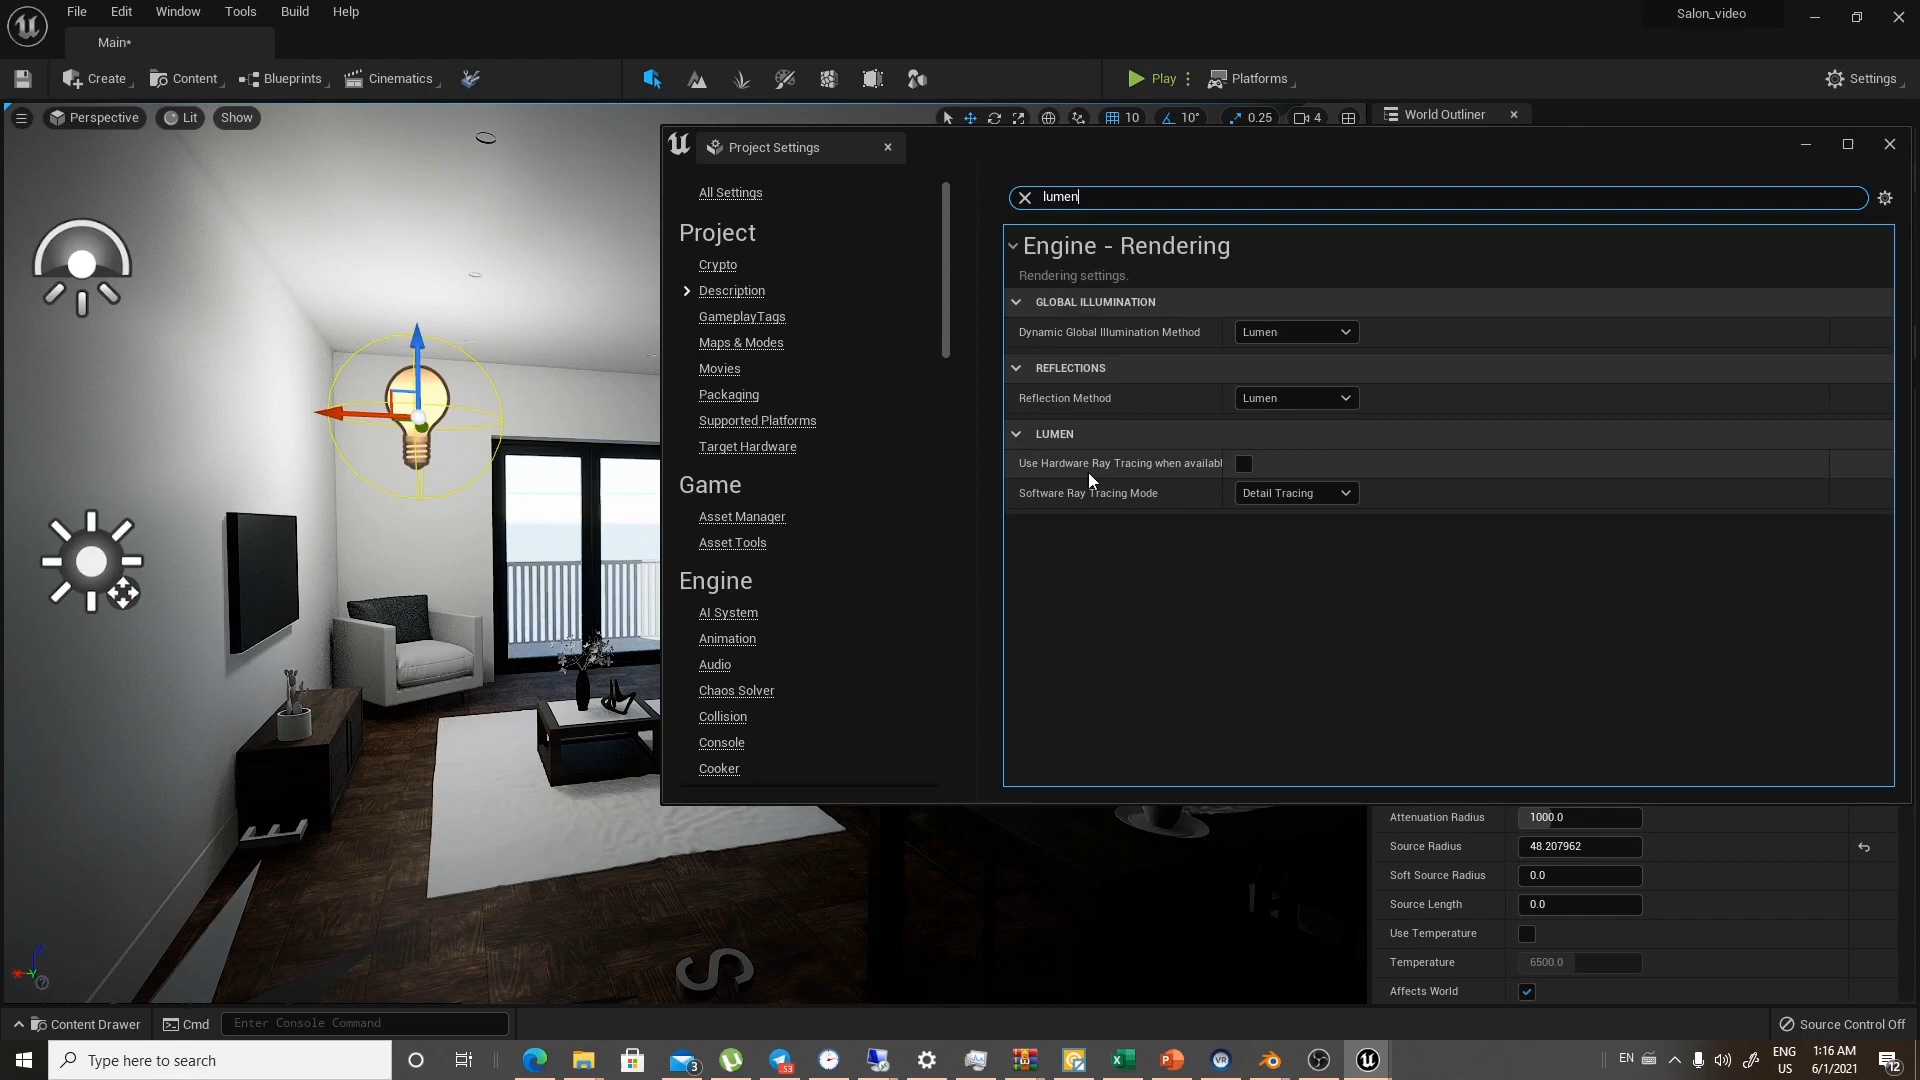 File Edit Window Tools Build Help
Salon_video
Main*
Create Content Blueprints Cinematics Play Platforms Settings
Perspective Lit Show 10 10° 0.25 4 World Outliner
Project Settings
All Settings
Project
Crypto
Description
GameplayTags
Maps & Modes
Movies
Packaging
Supported Platforms
Target Hardware
Game
Asset Manager
Asset Tools
Engine
AI System
Animation
Audio
Chaos Solver
Collision
Console
Cooker
lumen
Engine - Rendering
Rendering settings.
GLOBAL ILLUMINATION
Dynamic Global Illumination Method Lumen
REFLECTIONS
Reflection Method Lumen
LUMEN
Use Hardware Ray Tracing when availabl
Software Ray Tracing Mode Detail Tracing
Attenuation Radius 1000.0
Source Radius 48.207962
Soft Source Radius 0.0
Source Length 0.0
Use Temperature
Temperature 6500.0
Affects World
Content Drawer Cmd Enter Console Command Source Control Off
Type here to search
3
53
EN
ENG
US
1:16 AM
6/1/2021
12